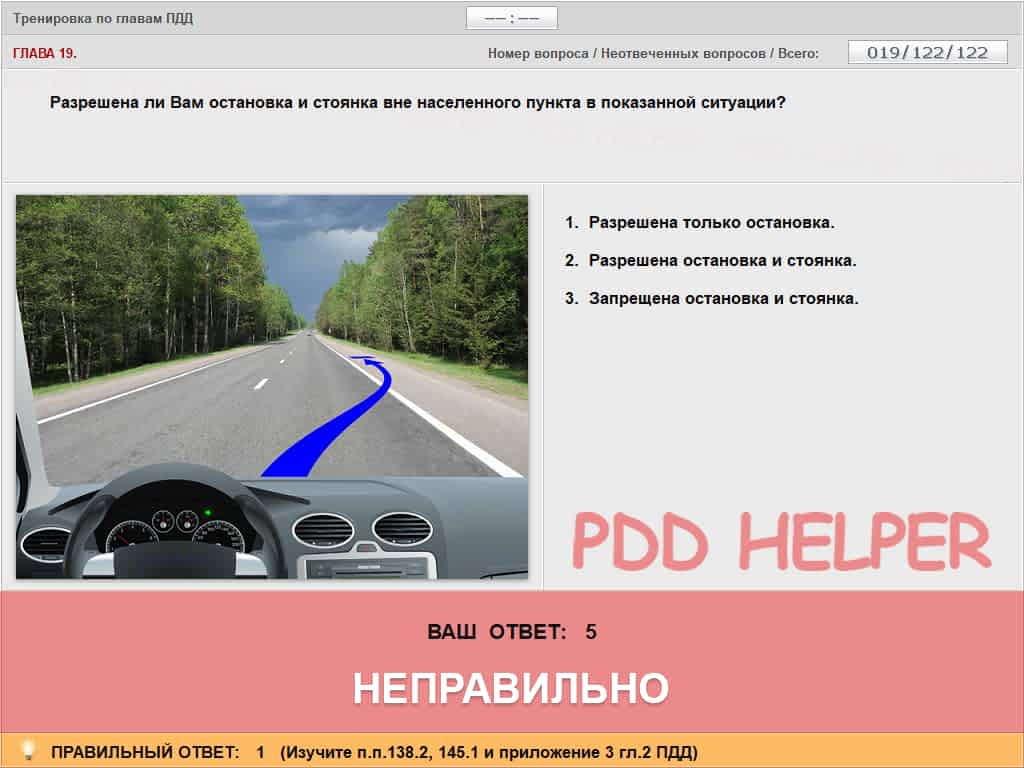 Тренировка по главам ПДД
—— : ——
ГЛАВА 19.
Номер вопроса / Неотвеченных вопросов / Всего:
019/122/122
Разрешена ли Вам остановка и стоянка вне населенного пункта в показанной ситуации?
1. Разрешена только остановка.
2. Разрешена остановка и стоянка.
3. Запрещена остановка и стоянка.
PDD HELPER
ВАШ ОТВЕТ: 5
НЕПРАВИЛЬНО
ПРАВИЛЬНЫЙ ОТВЕТ: 1 (Изучите п.п.138.2, 145.1 и приложение 3 гл.2 ПДД)